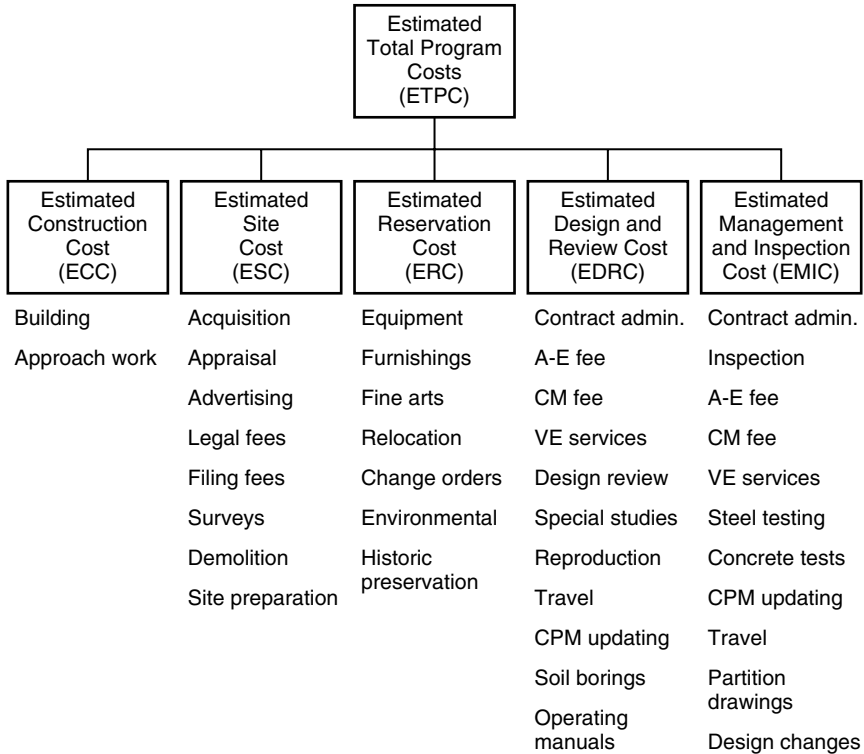 Estimated
Total Program
Costs
(ETPC)
Estimated
Construction
Cost
(ECC)
Estimated
Site
Cost
(ESC)
Estimated
Reservation
Cost
(ERC)
Estimated
Design and
Review Cost
(EDRC)
Estimated
Management
and Inspection
Cost (EMIC)
Building
Approach work
Acquisition
Appraisal
Advertising
Legal fees
Filing fees
Surveys
Demolition
Site preparation
Equipment
Furnishings
Fine arts
Relocation
Change orders
Environmental
Historic
preservation
Contract admin.
A-E fee
CM fee
VE services
Design review
Special studies
Reproduction
Travel
CPM updating
Soil borings
Operating
manuals
Contract admin.
Inspection
A-E fee
CM fee
VE services
Steel testing
Concrete tests
CPM updating
Travel
Partition
drawings
Design changes